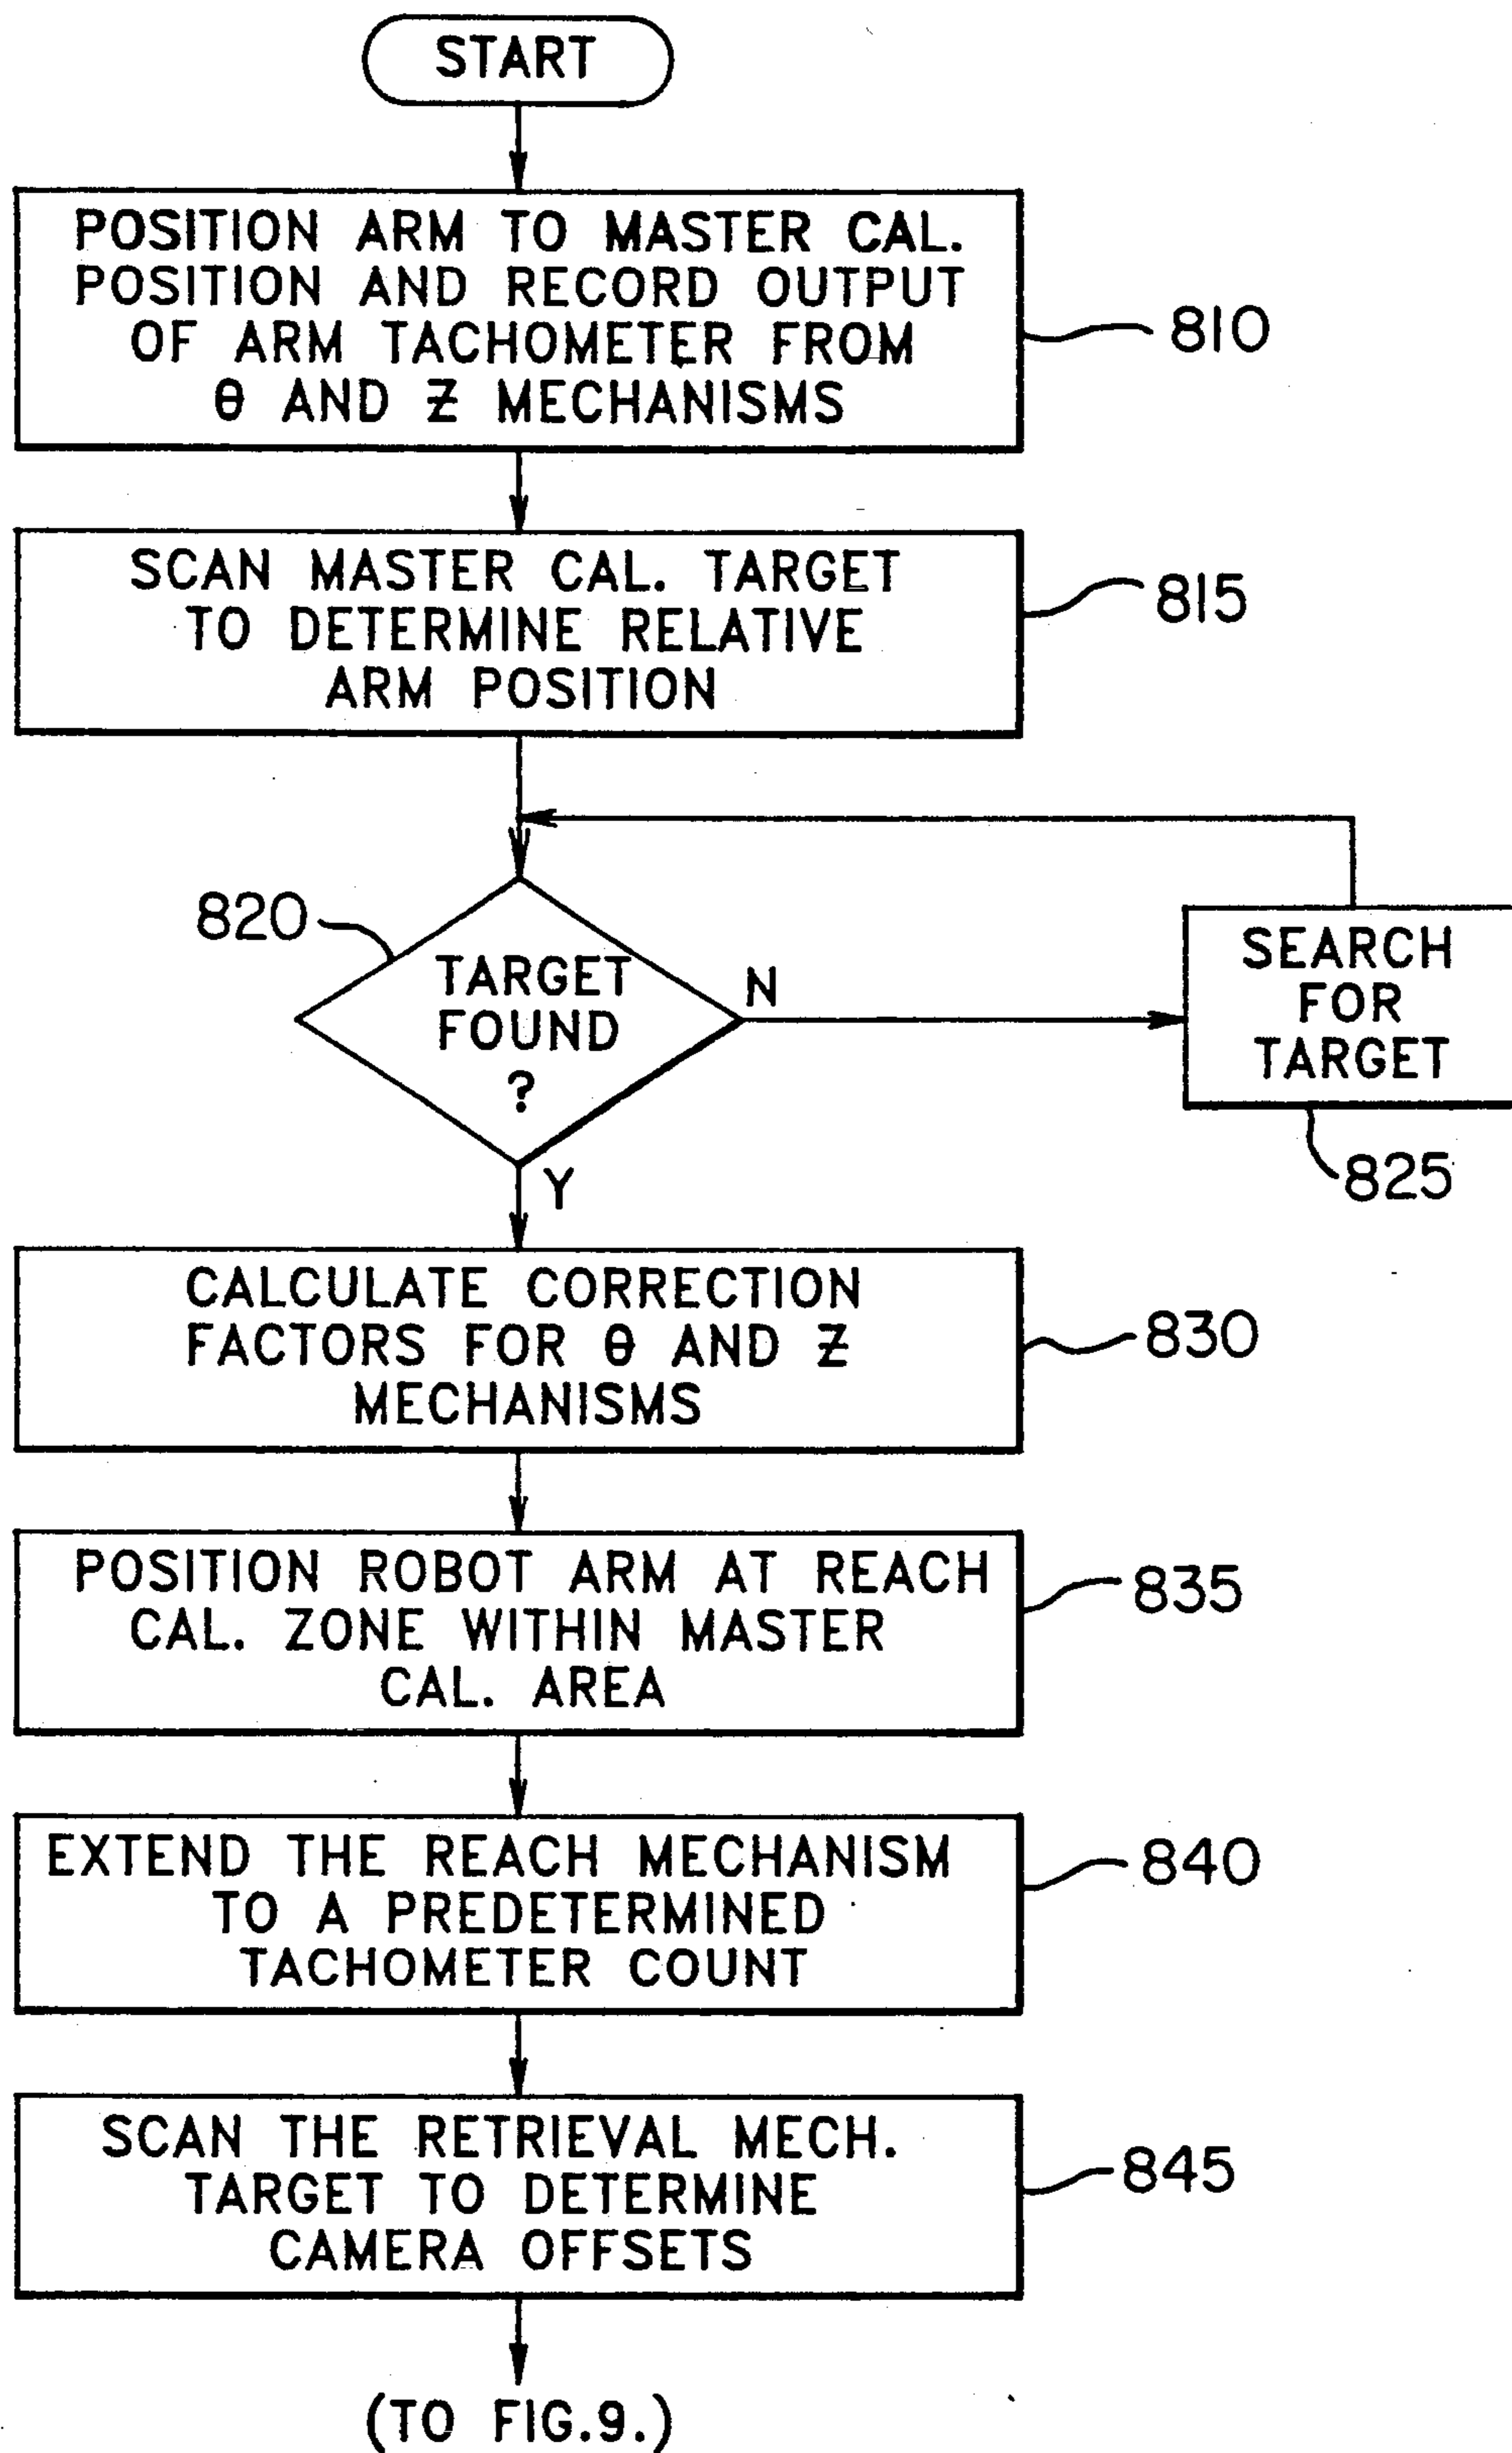 START
POSITION ARM TO MASTER CAL.
POSITION AND RECORD OUTPUT
OF ARM TACHOMETER FROM
θ AND Z MECHANISMS
810
SCAN MASTER CAL. TARGET
TO DETERMINE RELATIVE
ARM POSITION
815
820
TARGET
FOUND
?
N
SEARCH
FOR
TARGET
825
Y
CALCULATE CORRECTION
FACTORS FOR θ AND Z
MECHANISMS
830
POSITION ROBOT ARM AT REACH
CAL. ZONE WITHIN MASTER
CAL. AREA
835
EXTEND THE REACH MECHANISM
TO A PREDETERMINED
TACHOMETER COUNT
840
SCAN THE RETRIEVAL MECH.
TARGET TO DETERMINE
CAMERA OFFSETS
845
(TO FIG.9.)